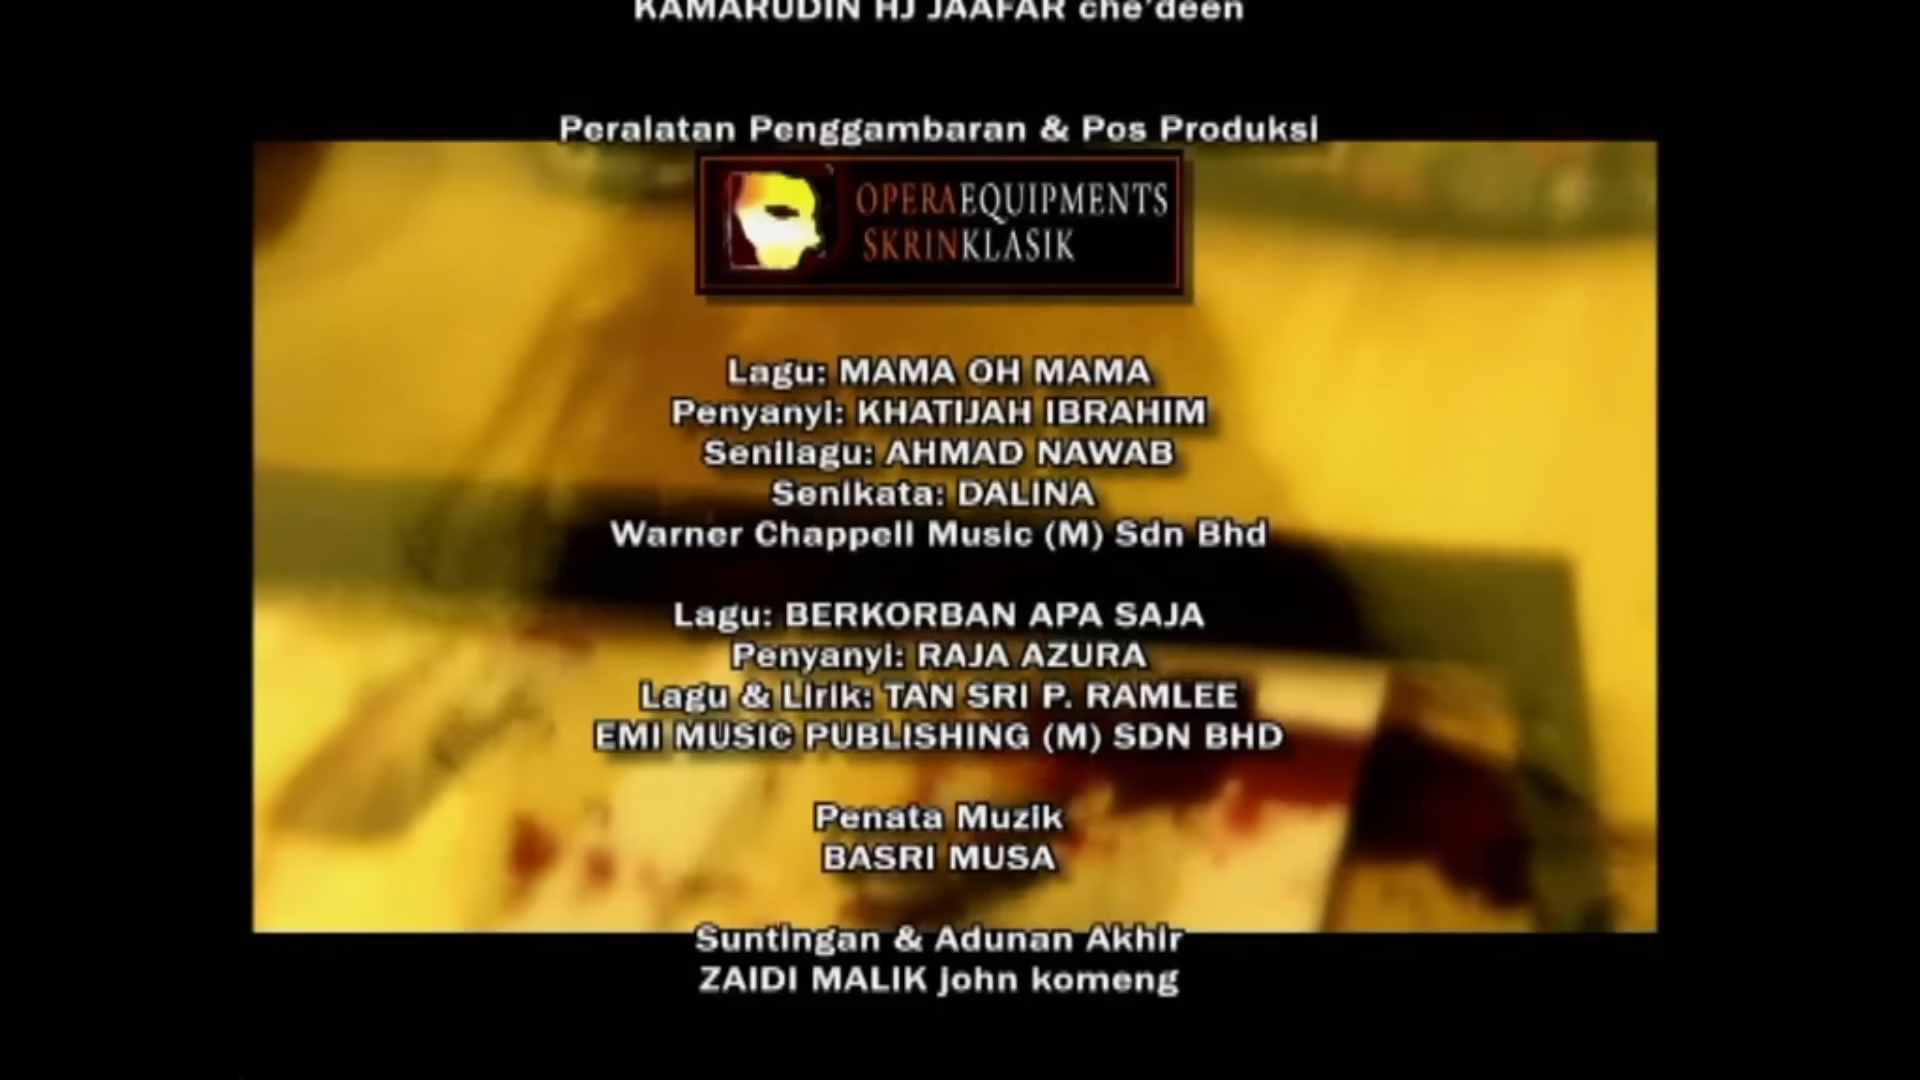 KAMARUDIN HJ JAAFAR che'deen
Peralatan Penggambaran & Pos Produksi
OPERAEQUIPMENTS
SKRINKLASIK
Lagu: MAMA OH MAMA
Penyanyi: KHATIJAH IBRAHIM
Senilagu: AHMAD NAWAB
Senikata: DALINA
Warner Chappell Music (M) Sdn Bhd
Lagu: BERKORBAN APA SAJA
Penyanyi: RAJA AZURA
Lagu & Lirik: TAN SRI P. RAMLEE
EMI MUSIC PUBLISHING (M) SDN BHD
Penata Muzik
BASRI MUSA
Suntingan & Adunan Akhir
ZAIDI MALIK john komeng